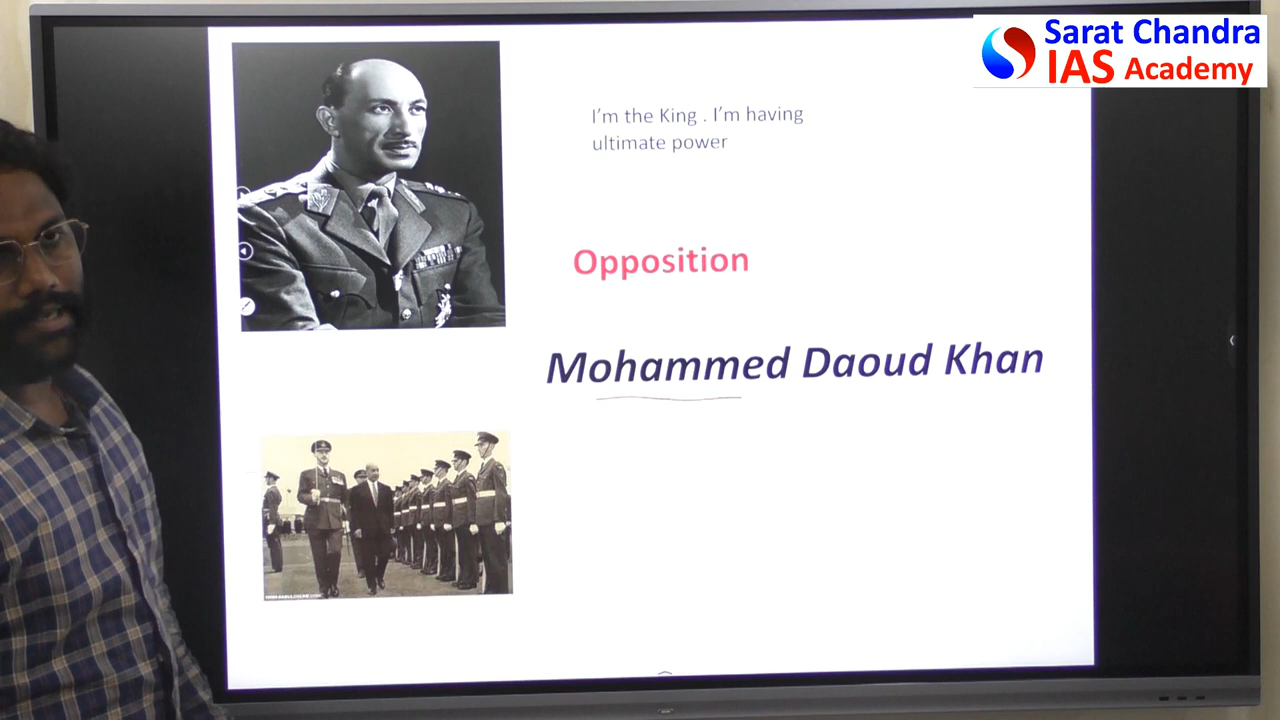 Sarat Chandra
IAS Academy
I'm the King . I'm having
ultimate power
Opposition
Mohammed Daoud Khan